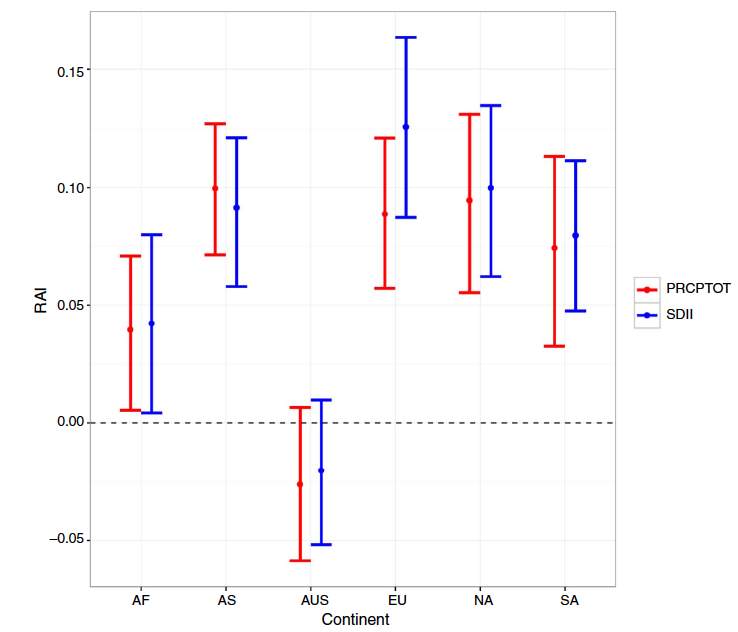 0.15
0.10
0.05
0.00
−0.05
RAI
AF AS AUS EU NA SA
Continent
PRCPTOT
SDII